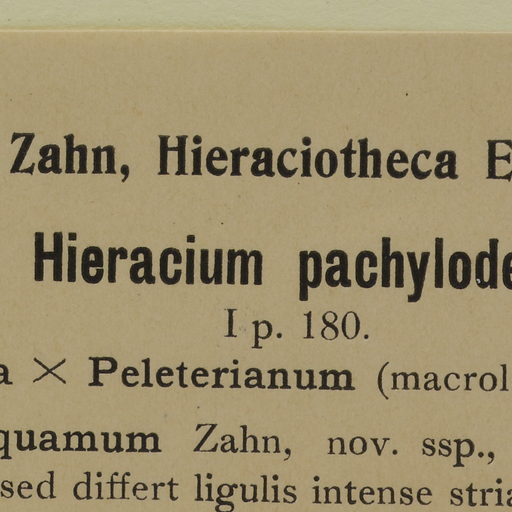 Zahn, Hieraciotheca E
Hieracium pachylode
I p. 180.
a × Peleterianum (macrol
quamum Zahn, nov. ssp.,
sed differt ligulis intense stria